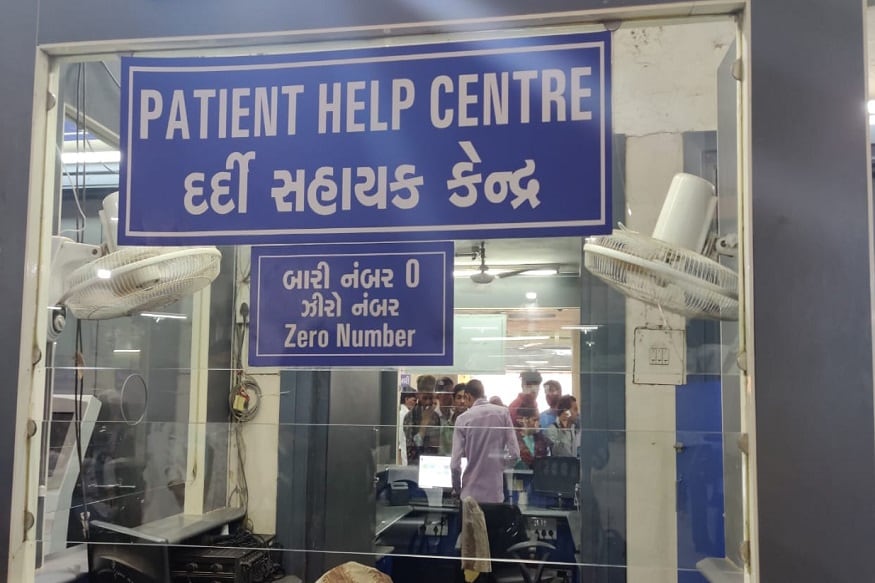 PATIENT HELP CENTRE
દર્દી સહાયક કેન્દ્ર
બારી નંબર 0
ઝીરો નંબર
Zero Number